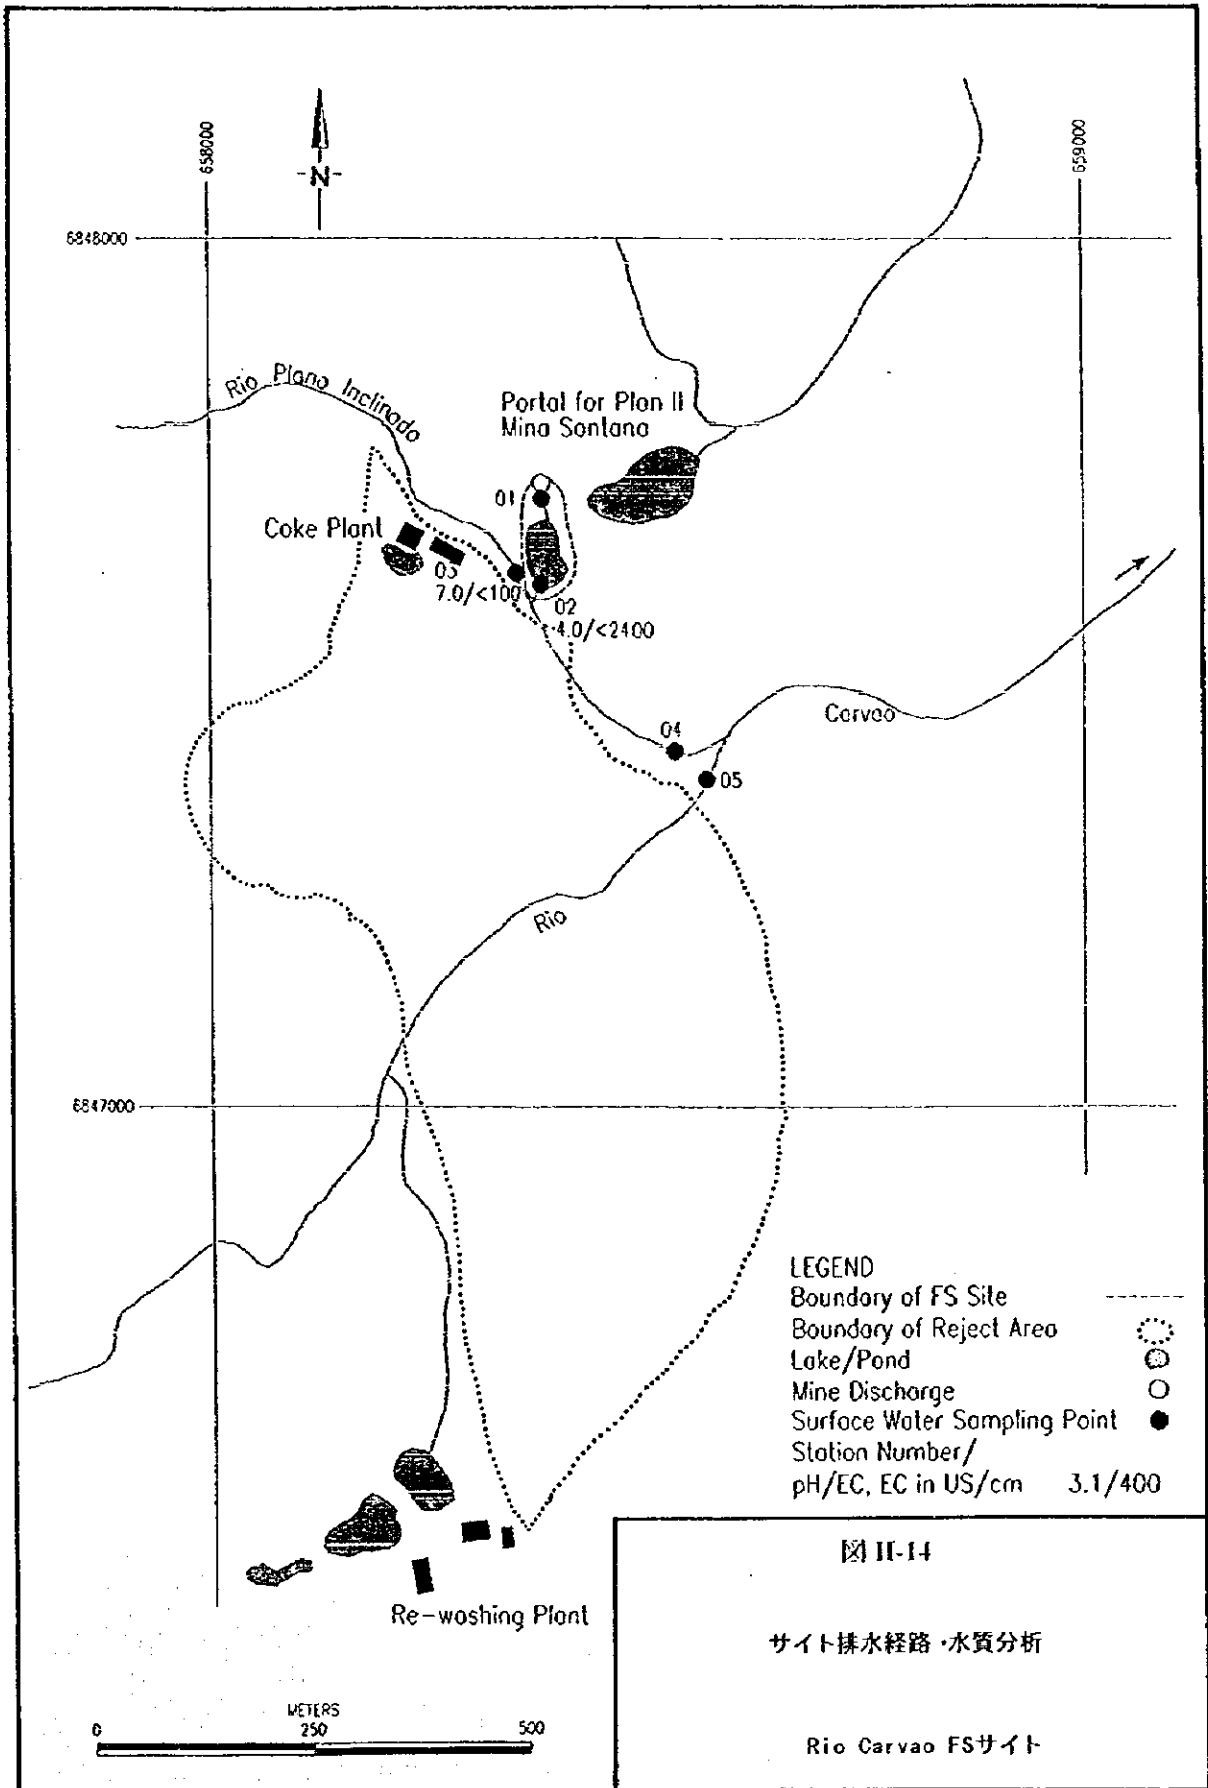 658000
659000
-N-
6848000
Rio Plano Inclinado
Portal for Plan II
Mina Santana
01
Coke Plant
03
7.0/<100
02
4.0/<2400
04
Carvao
05
Rio
6847000
LEGEND
Boundary of FS Site
Boundary of Reject Area
Lake/Pond
Mine Discharge
Surface Water Sampling Point
Station Number/
pH/EC, EC in US/cm 3.1/400
Re-washing Plant
METERS
0 250 500
図 II-14
サイト排水経路・水質分析
Rio Carvao FSサイト